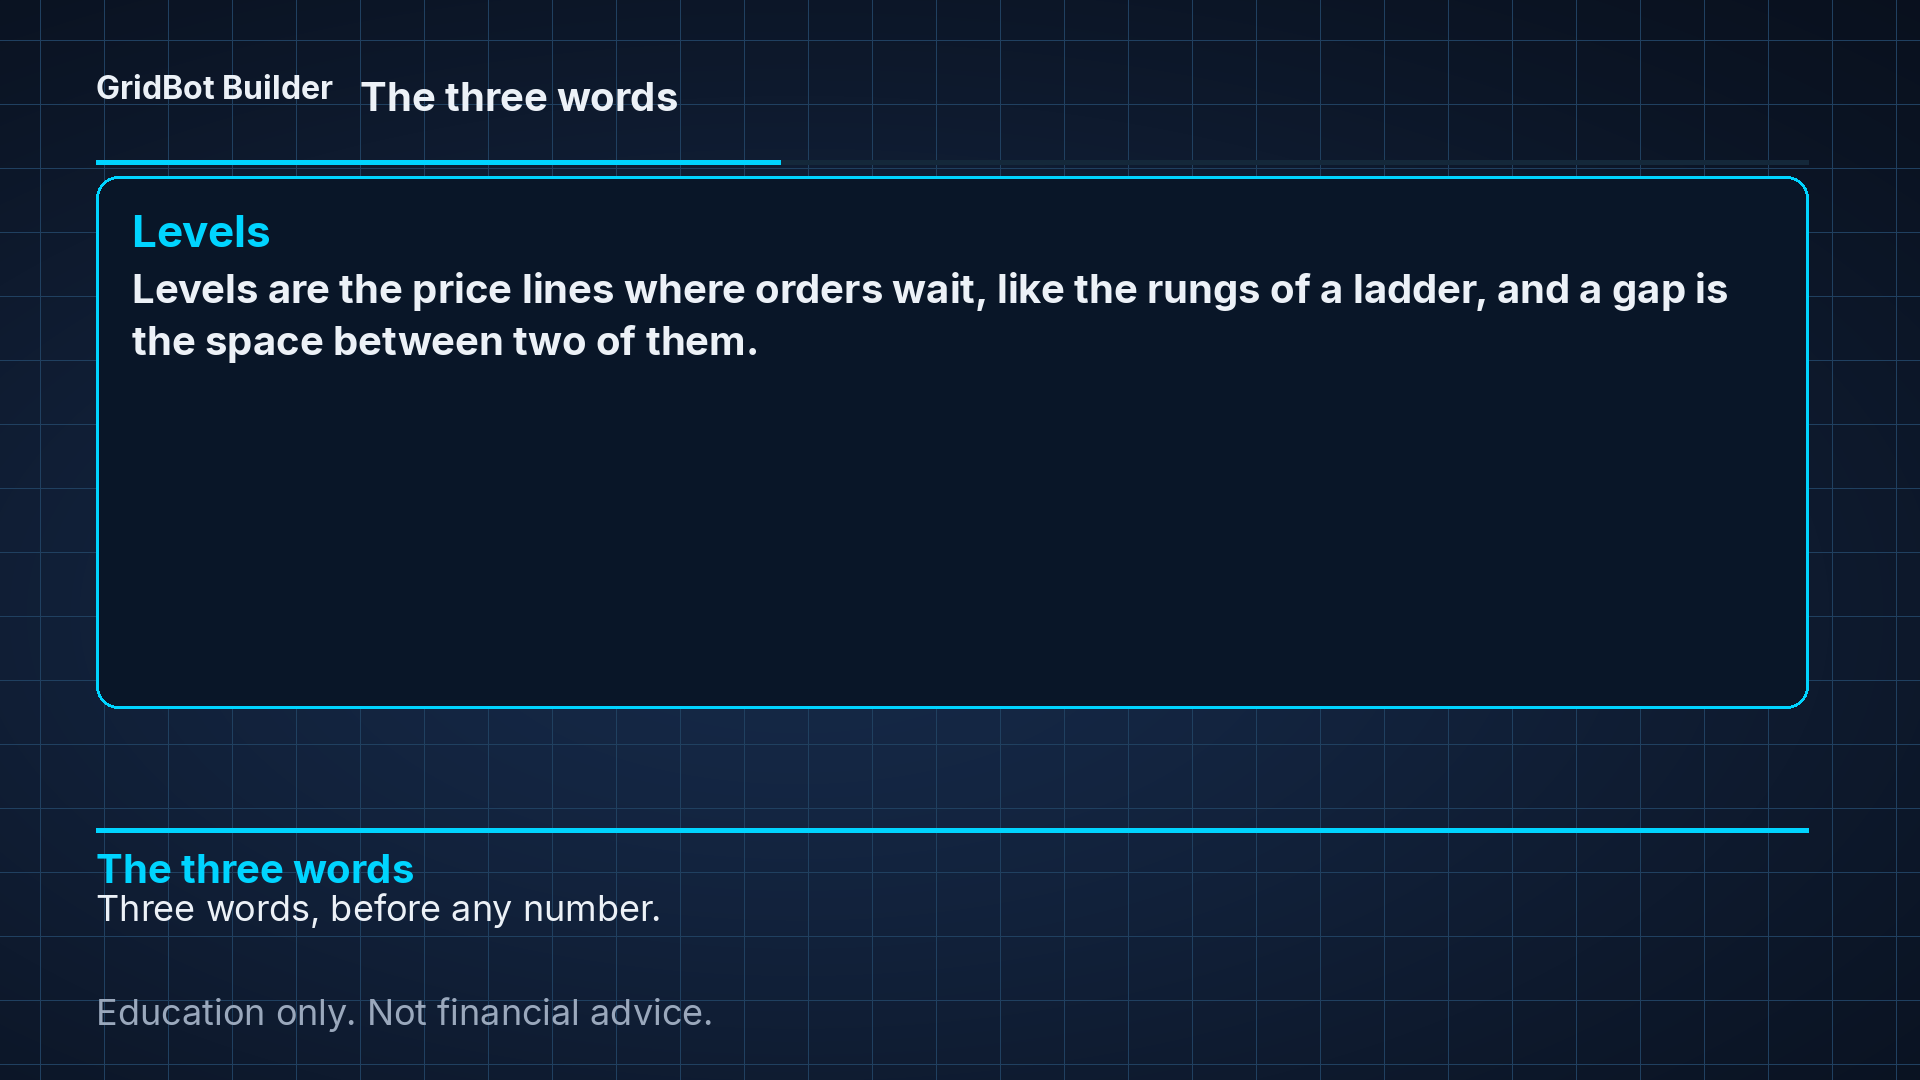 GridBot Builder The three words
Levels
Levels are the price lines where orders wait, like the rungs of a ladder, and a gap is
the space between two of them.
The three words
Three words, before any number.
Education only. Not financial advice.